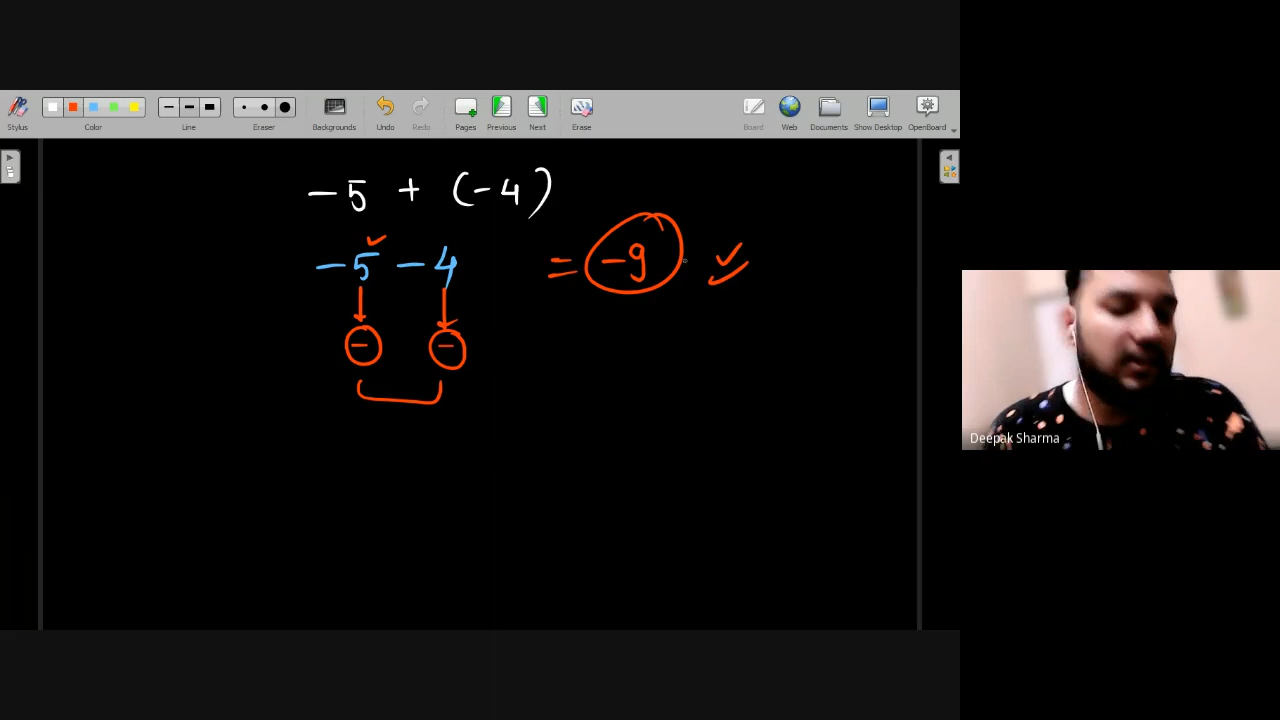 Stylus Color Line Eraser Backgrounds Undo Redo Pages Previous Next Erase Board Web Documents Show Desktop OpenBoard
-5 + (-4)
-5 -4 = -9
- -
Deepak Sharma